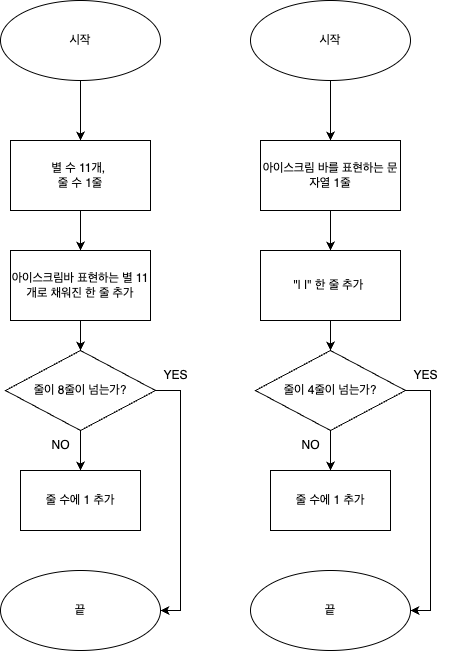 시작
별 수 11개,
줄 수 1줄
아이스크림바 표현하는 별 11
개로 채워진 한 줄 추가
줄이 8줄이 넘는가?
YES
NO
줄 수에 1 추가
끝
시작
아이스크림 바를 표현하는 문
자열 1줄
"| |" 한 줄 추가
줄이 4줄이 넘는가?
YES
NO
줄 수에 1 추가
끝